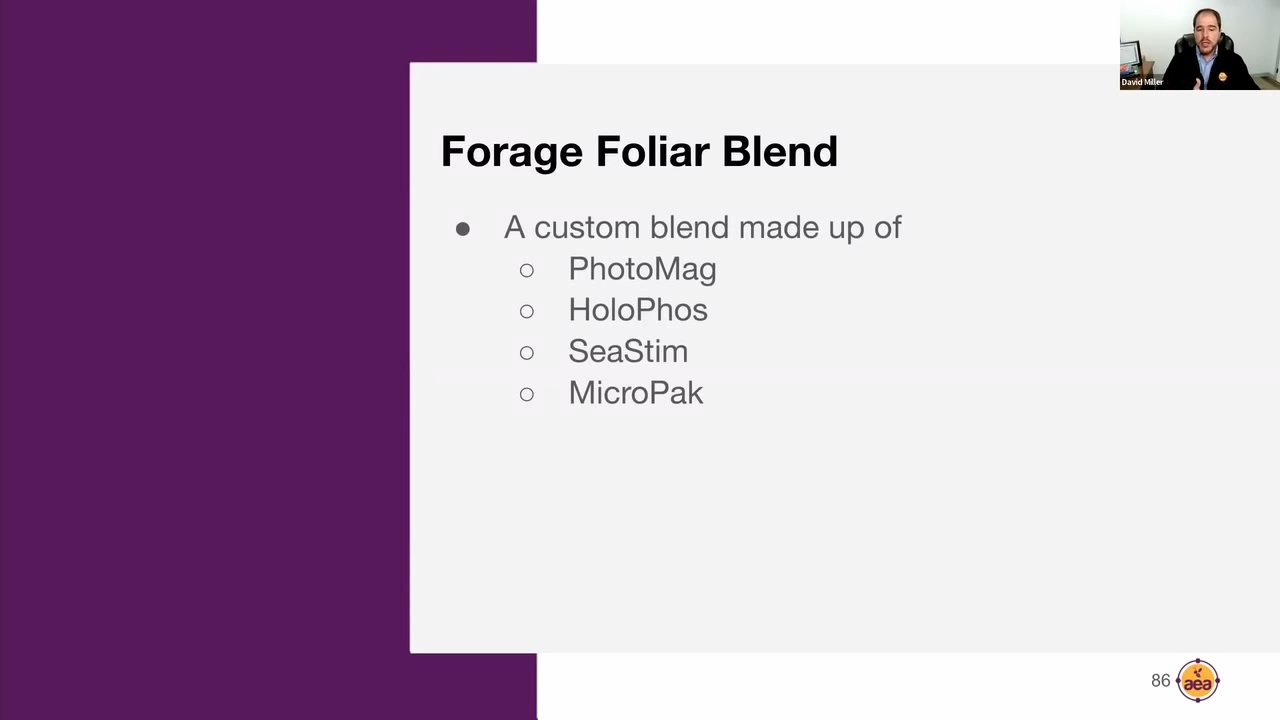 David Miller
Forage Foliar Blend
● A custom blend made up of
○ PhotoMag
○ HoloPhos
○ SeaStim
○ MicroPak
86
aea